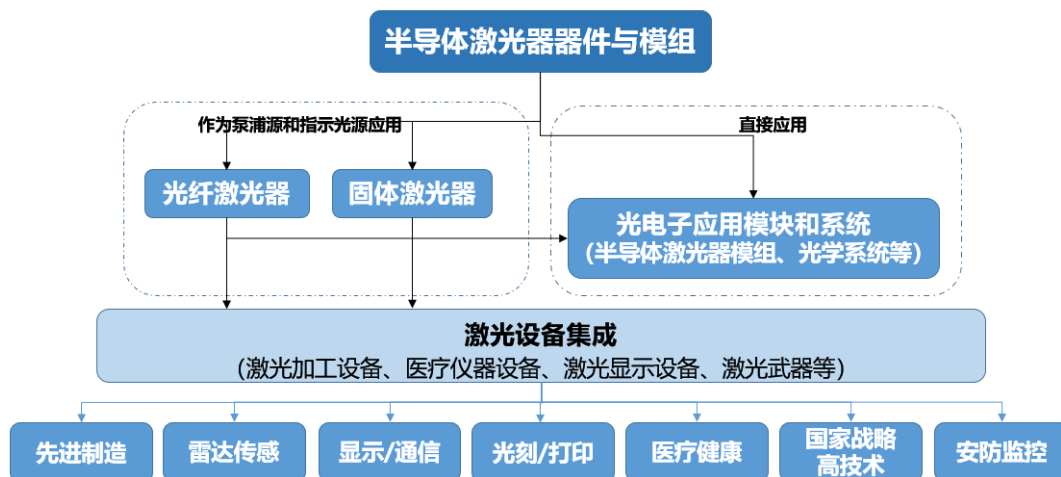 半导体激光器器件与模组
作为泵浦源和指示光源应用
直接应用
光纤激光器
固体激光器
光电子应用模块和系统
（半导体激光器模组、光学系统等）
激光设备集成
（激光加工设备、医疗仪器设备、激光显示设备、激光武器等）
先进制造
雷达传感
显示/通信
光刻/打印
医疗健康
国家战略
高技术
安防监控